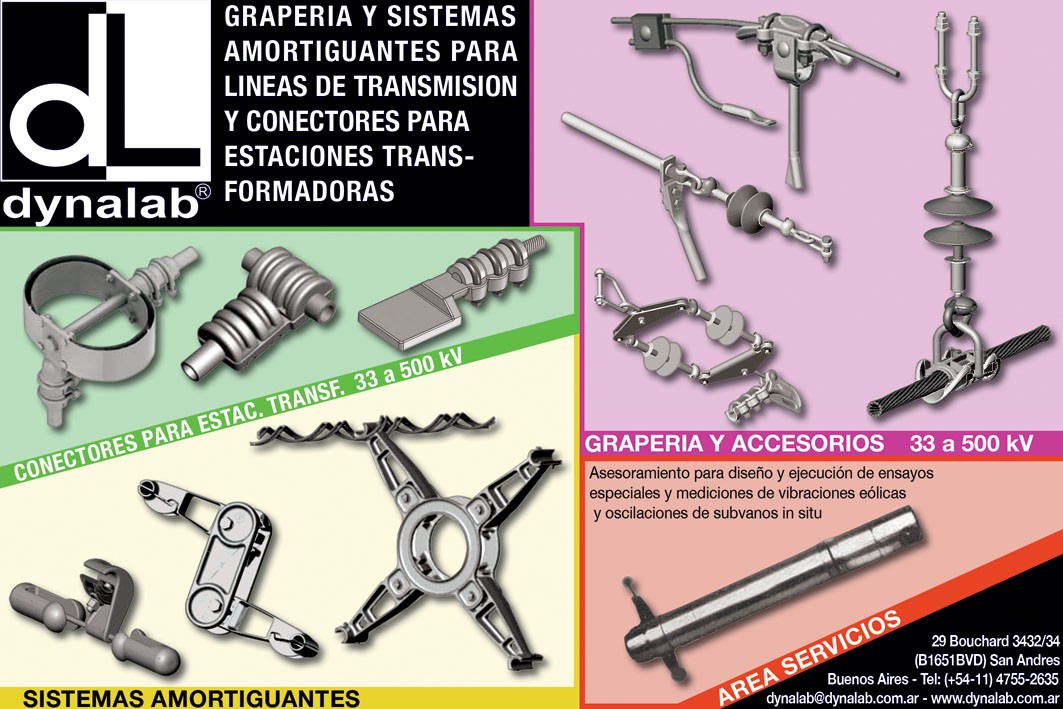 dL
dynalab®
GRAPERIA Y SISTEMAS
AMORTIGUANTES PARA
LINEAS DE TRANSMISION
Y CONECTORES PARA
ESTACIONES TRANS-
FORMADORAS
CONECTORES PARA ESTAC. TRANSF. 33 a 500 kV
SISTEMAS AMORTIGUANTES
GRAPERIA Y ACCESORIOS 33 a 500 kV
Asesoramiento para diseño y ejecución de ensayos
especiales y mediciones de vibraciones eólicas
y oscilaciones de subvanos in situ
AREA SERVICIOS
29 Bouchard 3432/34
(B1651BVD) San Andres
Buenos Aires - Tel: (+54-11) 4755-2635
dynalab@dynalab.com.ar - www.dynalab.com.ar